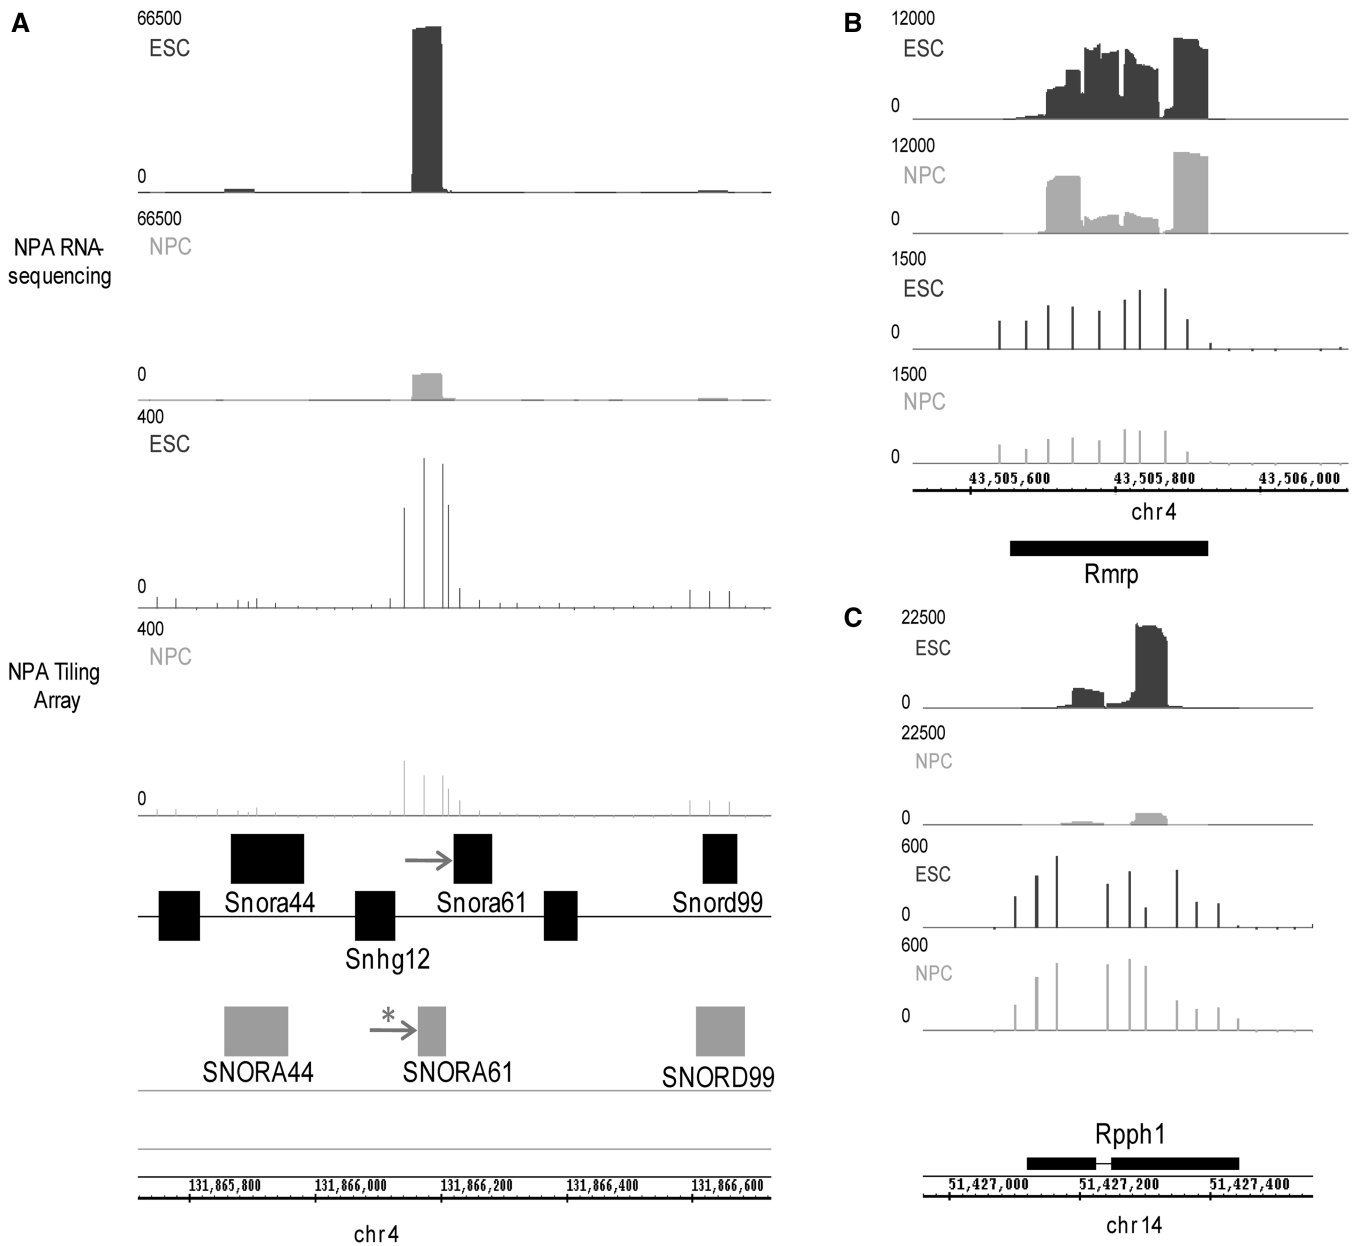 A
66500
ESC
0
66500
NPC
NPA RNA-
sequencing
0
400
ESC
0
400
NPC
NPA Tiling
Array
0
Snora44
Snora61
Snord99
Snhg12
*
SNORA44
SNORA61
SNORD99
131,865,800
131,866,000
131,866,200
131,866,400
131,866,600
chr4
B
12000
ESC
0
12000
NPC
0
1500
ESC
0
1500
NPC
0
43,505,600
43,505,800
43,506,000
chr4
Rmrp
C
22500
ESC
0
22500
NPC
0
600
ESC
0
600
NPC
0
Rpph1
51,427,000
51,427,200
51,427,400
chr14